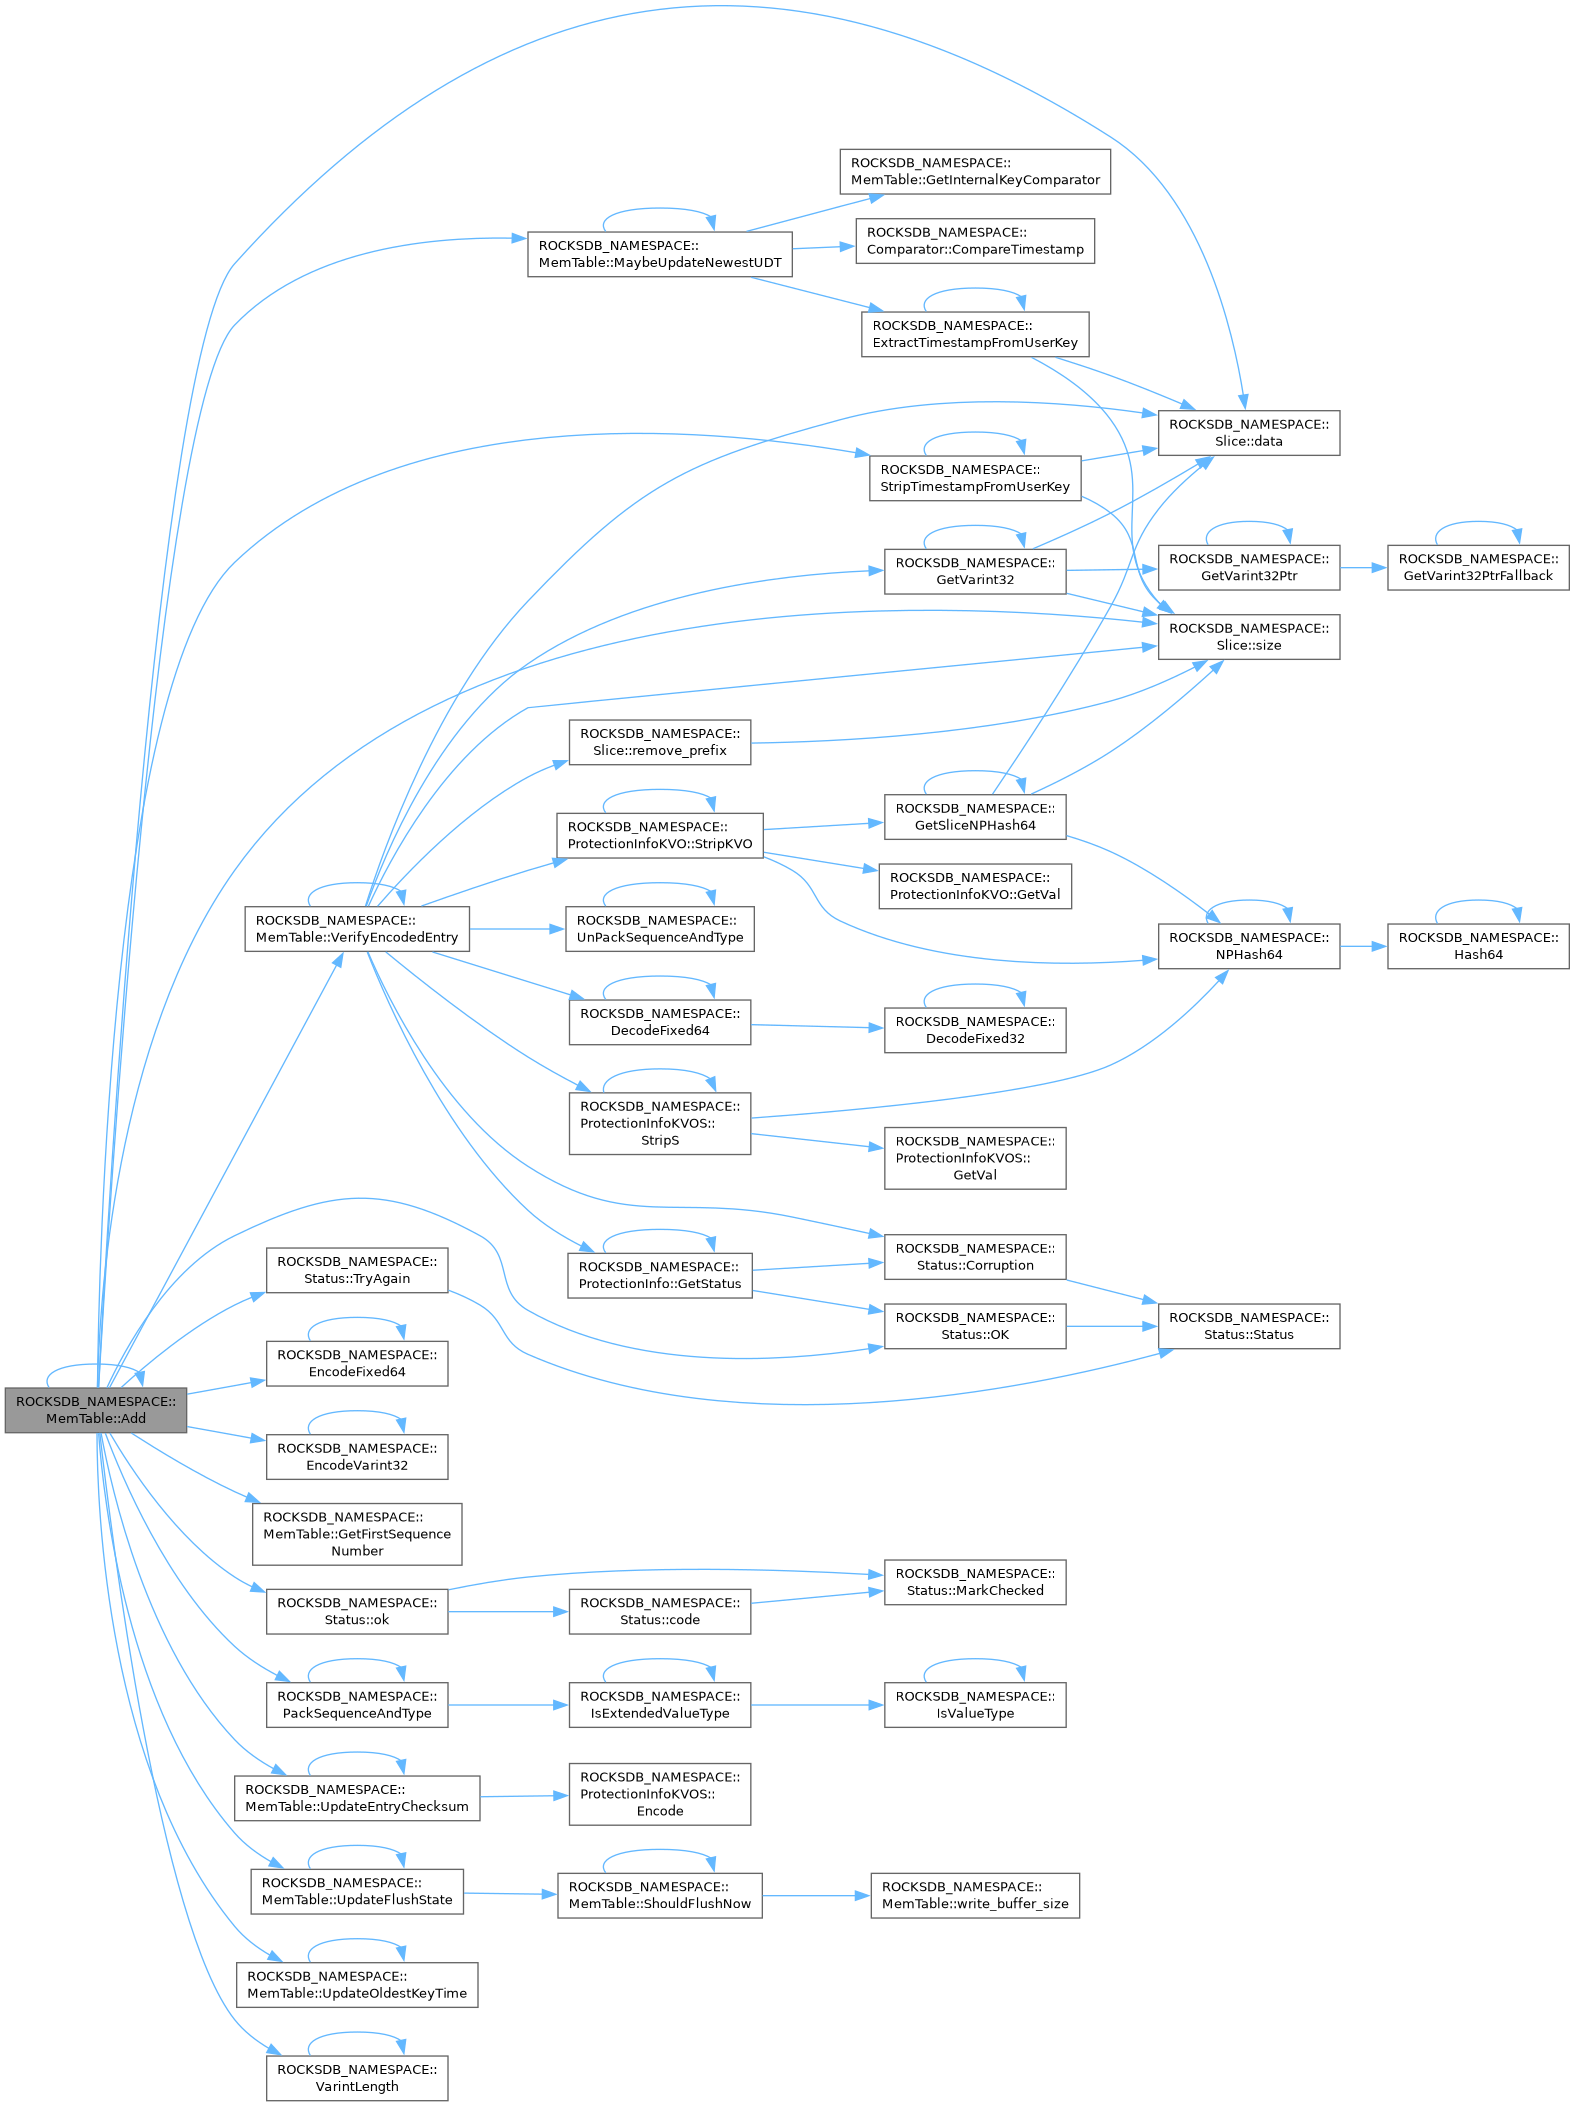 ROCKSDB_NAMESPACE::
MemTable::GetInternalKeyComparator
ROCKSDB_NAMESPACE::
Comparator::CompareTimestamp
ROCKSDB_NAMESPACE::
MemTable::MaybeUpdateNewestUDT
ROCKSDB_NAMESPACE::
ExtractTimestampFromUserKey
ROCKSDB_NAMESPACE::
Slice::data
ROCKSDB_NAMESPACE::
StripTimestampFromUserKey
ROCKSDB_NAMESPACE::
GetVarint32
ROCKSDB_NAMESPACE::
GetVarint32Ptr
ROCKSDB_NAMESPACE::
GetVarint32PtrFallback
ROCKSDB_NAMESPACE::
Slice::size
ROCKSDB_NAMESPACE::
Slice::remove_prefix
ROCKSDB_NAMESPACE::
GetSliceNPHash64
ROCKSDB_NAMESPACE::
ProtectionInfoKVO::StripKVO
ROCKSDB_NAMESPACE::
ProtectionInfoKVO::GetVal
ROCKSDB_NAMESPACE::
MemTable::VerifyEncodedEntry
ROCKSDB_NAMESPACE::
UnPackSequenceAndType
ROCKSDB_NAMESPACE::
NPHash64
ROCKSDB_NAMESPACE::
Hash64
ROCKSDB_NAMESPACE::
DecodeFixed64
ROCKSDB_NAMESPACE::
DecodeFixed32
ROCKSDB_NAMESPACE::
ProtectionInfoKVOS::
StripS
ROCKSDB_NAMESPACE::
ProtectionInfoKVOS::
GetVal
ROCKSDB_NAMESPACE::
Status::Corruption
ROCKSDB_NAMESPACE::
ProtectionInfo::GetStatus
ROCKSDB_NAMESPACE::
Status::TryAgain
ROCKSDB_NAMESPACE::
Status::OK
ROCKSDB_NAMESPACE::
Status::Status
ROCKSDB_NAMESPACE::
EncodeFixed64
ROCKSDB_NAMESPACE::
MemTable::Add
ROCKSDB_NAMESPACE::
EncodeVarint32
ROCKSDB_NAMESPACE::
MemTable::GetFirstSequence
Number
ROCKSDB_NAMESPACE::
Status::MarkChecked
ROCKSDB_NAMESPACE::
Status::ok
ROCKSDB_NAMESPACE::
Status::code
ROCKSDB_NAMESPACE::
PackSequenceAndType
ROCKSDB_NAMESPACE::
IsExtendedValueType
ROCKSDB_NAMESPACE::
IsValueType
ROCKSDB_NAMESPACE::
MemTable::UpdateEntryChecksum
ROCKSDB_NAMESPACE::
ProtectionInfoKVOS::
Encode
ROCKSDB_NAMESPACE::
MemTable::UpdateFlushState
ROCKSDB_NAMESPACE::
MemTable::ShouldFlushNow
ROCKSDB_NAMESPACE::
MemTable::write_buffer_size
ROCKSDB_NAMESPACE::
MemTable::UpdateOldestKeyTime
ROCKSDB_NAMESPACE::
VarintLength